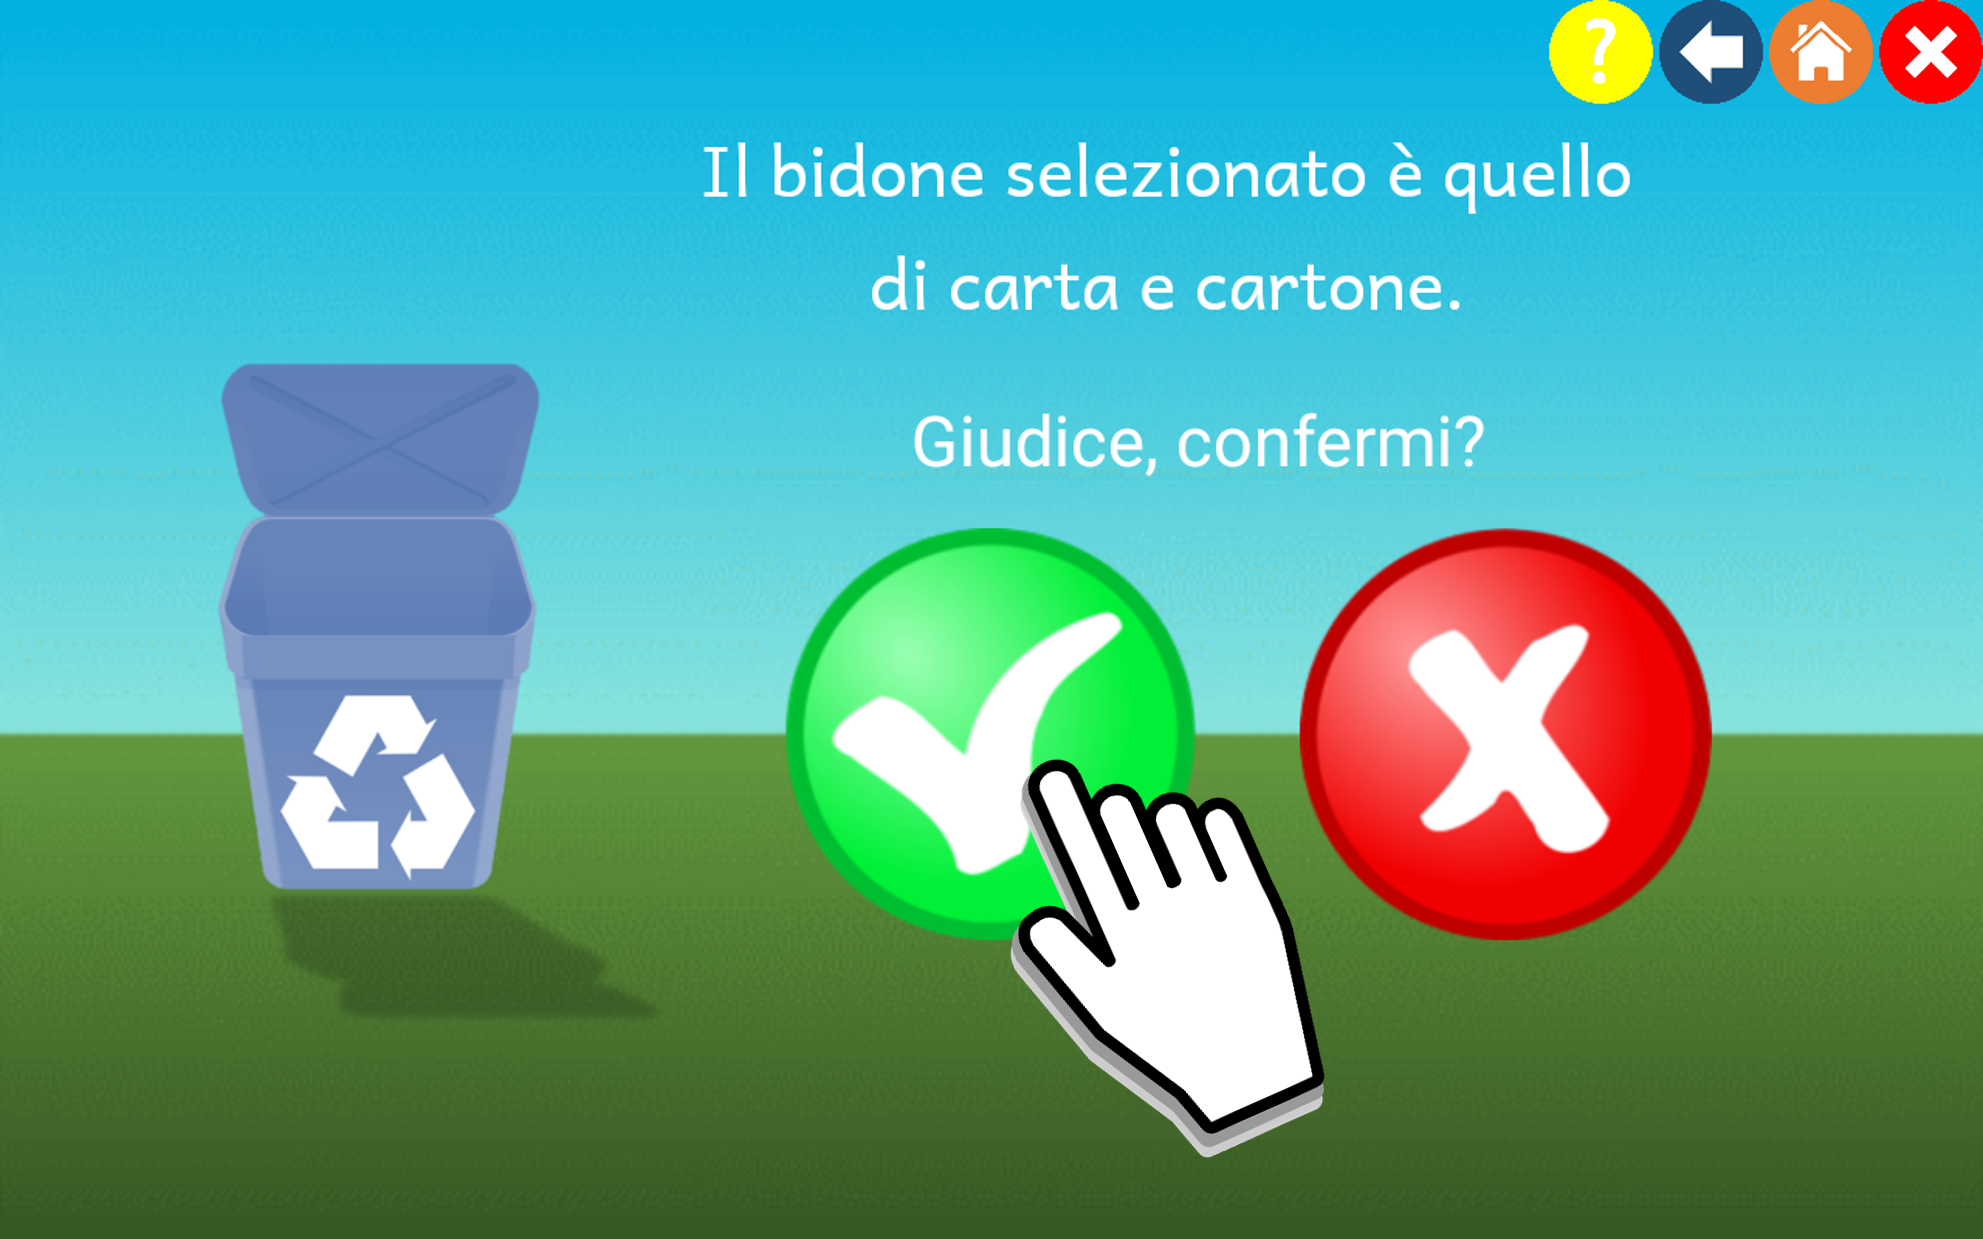 ?
Il bidone selezionato è quello
di carta e cartone.
Giudice, confermi?